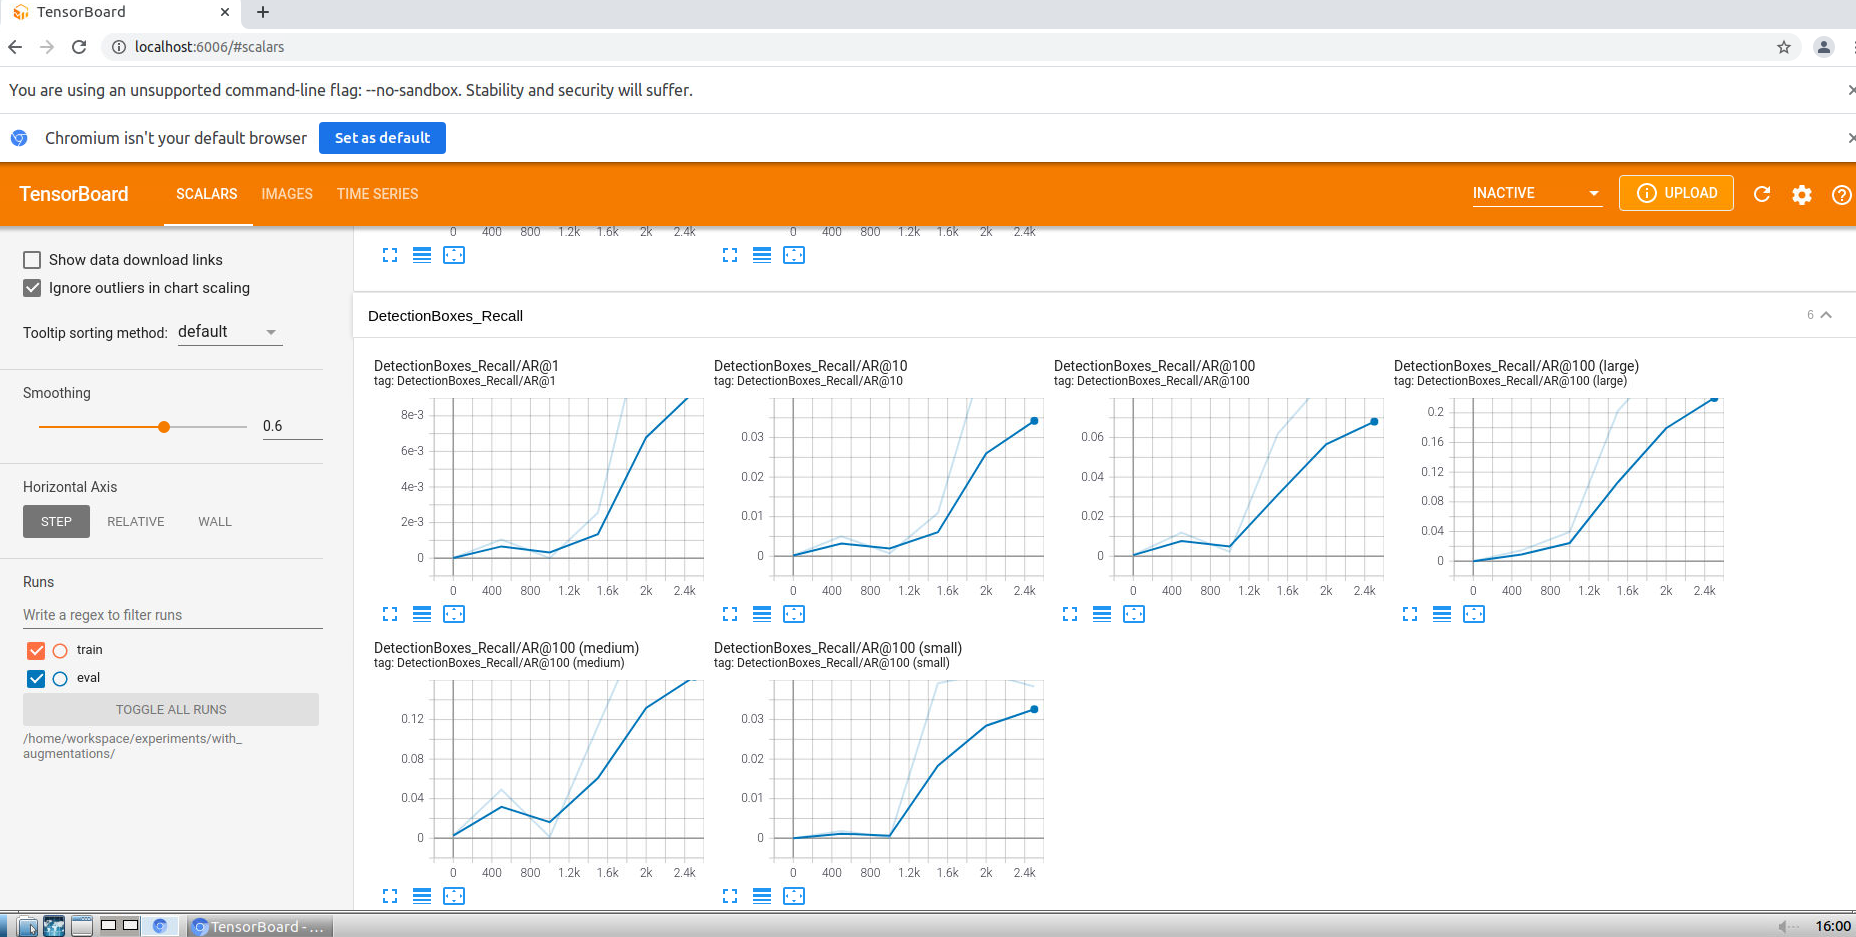 TensorBoard
localhost:6006/#scalars
You are using an unsupported command-line flag: --no-sandbox. Stability and security will suffer.
Chromium isn't your default browser Set as default
TensorBoard SCALARS IMAGES TIME SERIES INACTIVE UPLOAD
0 400 800 1.2k 1.6k 2k 2.4k 0 400 800 1.2k 1.6k 2k 2.4k
Show data download links
Ignore outliers in chart scaling
Tooltip sorting method: default
Smoothing
0.6
Horizontal Axis
STEP RELATIVE WALL
Runs
Write a regex to filter runs
train
eval
TOGGLE ALL RUNS
/home/workspace/experiments/with_
augmentations/
DetectionBoxes_Recall 6
DetectionBoxes_Recall/AR@1
tag: DetectionBoxes_Recall/AR@1
8e-3
6e-3
4e-3
2e-3
0
0 400 800 1.2k 1.6k 2k 2.4k
DetectionBoxes_Recall/AR@10
tag: DetectionBoxes_Recall/AR@10
0.03
0.02
0.01
0
0 400 800 1.2k 1.6k 2k 2.4k
DetectionBoxes_Recall/AR@100
tag: DetectionBoxes_Recall/AR@100
0.06
0.04
0.02
0
0 400 800 1.2k 1.6k 2k 2.4k
DetectionBoxes_Recall/AR@100 (large)
tag: DetectionBoxes_Recall/AR@100 (large)
0.2
0.16
0.12
0.08
0.04
0
0 400 800 1.2k 1.6k 2k 2.4k
DetectionBoxes_Recall/AR@100 (medium)
tag: DetectionBoxes_Recall/AR@100 (medium)
0.12
0.08
0.04
0
0 400 800 1.2k 1.6k 2k 2.4k
DetectionBoxes_Recall/AR@100 (small)
tag: DetectionBoxes_Recall/AR@100 (small)
0.03
0.02
0.01
0
0 400 800 1.2k 1.6k 2k 2.4k
TensorBoard - ...
16:00